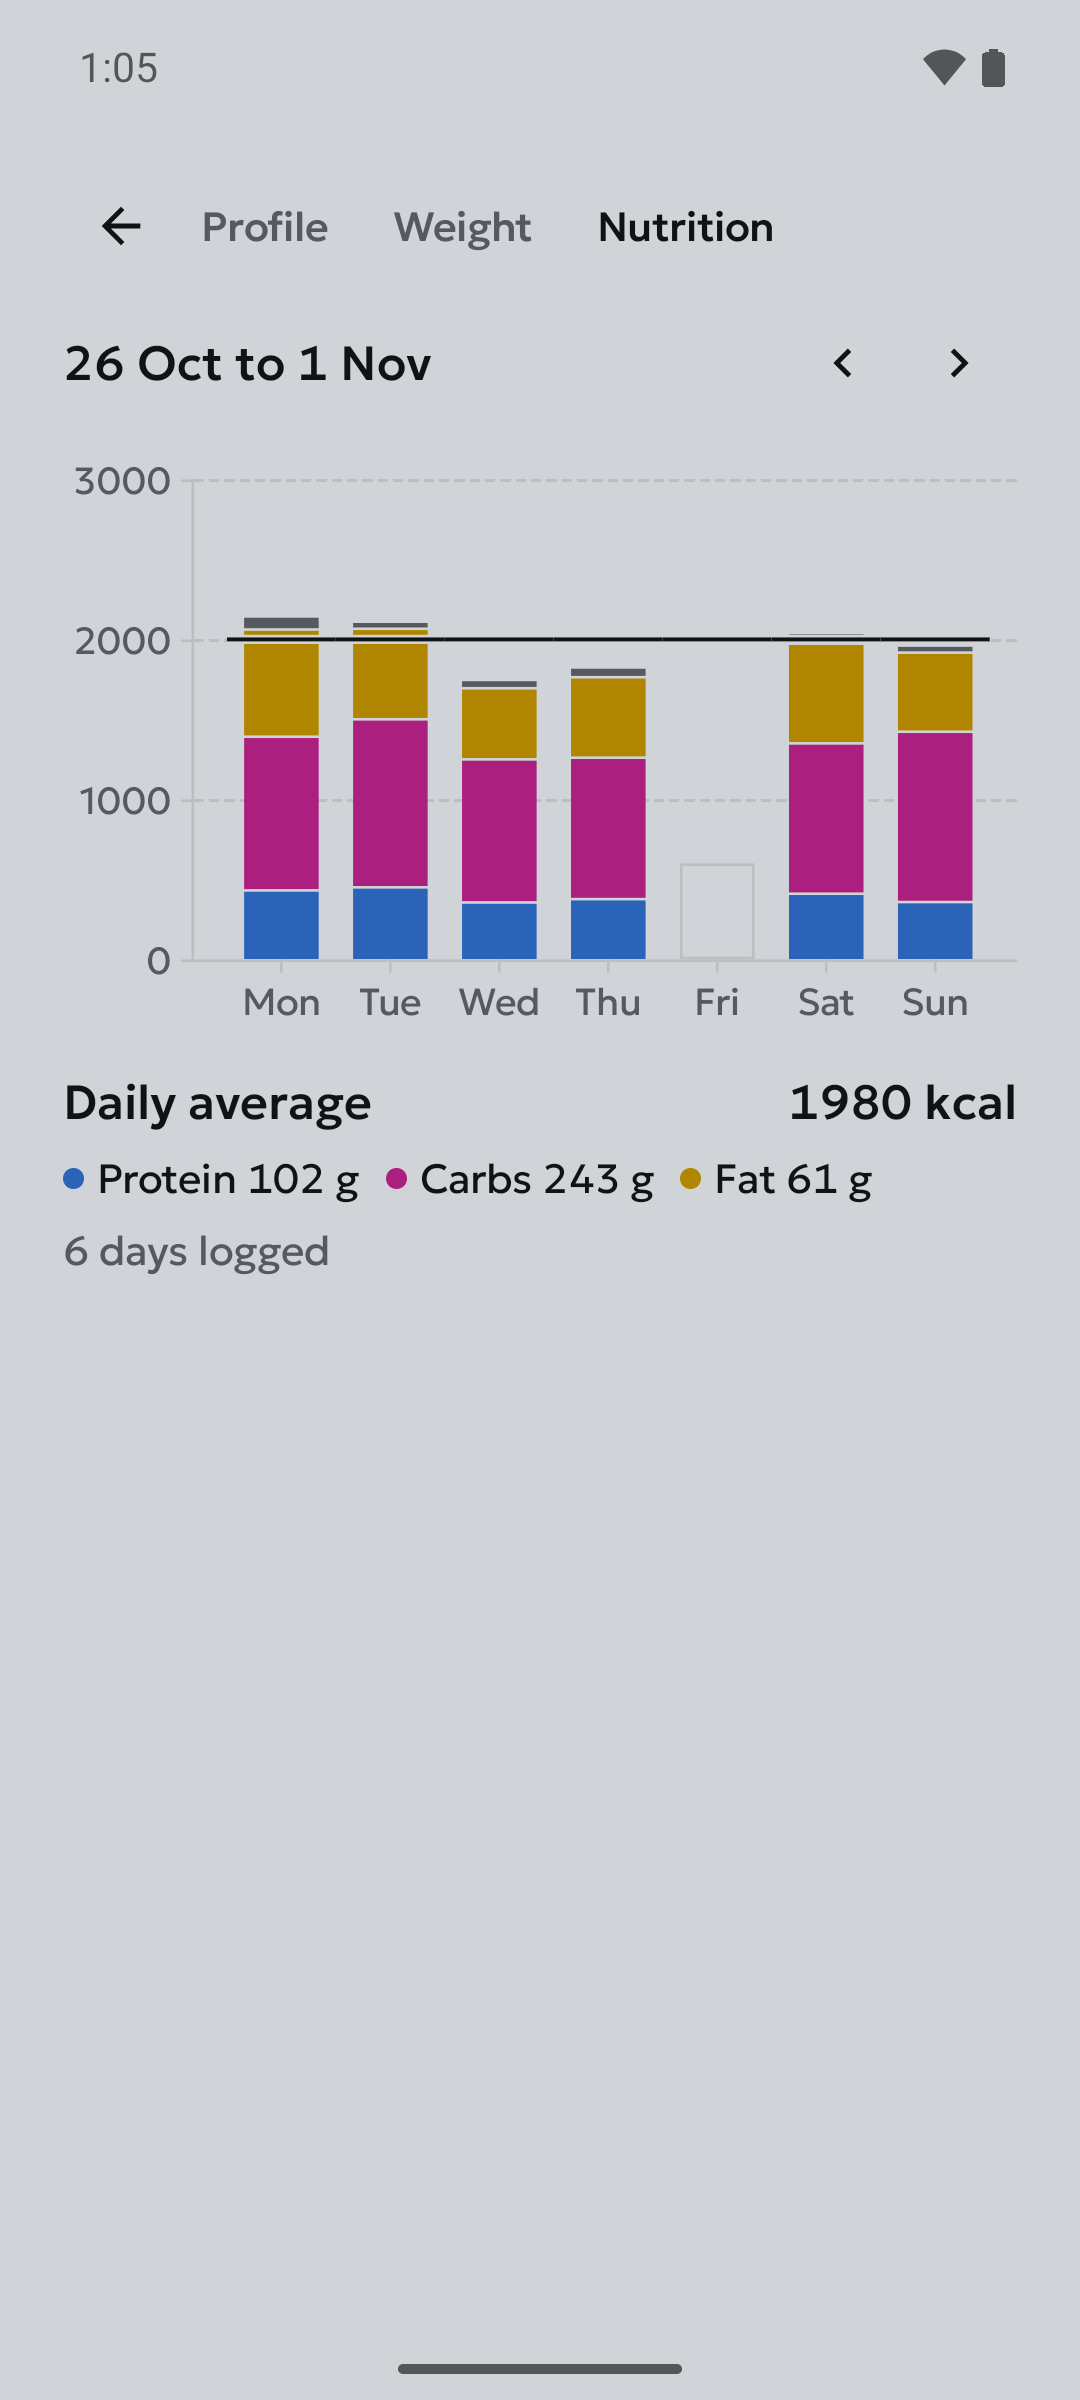 1:05
Profile Weight Nutrition
26 Oct to 1 Nov
3000
2000
1000
0
Mon Tue Wed Thu Fri Sat Sun
Daily average 1980 kcal
Protein 102 g Carbs 243 g Fat 61 g
6 days logged